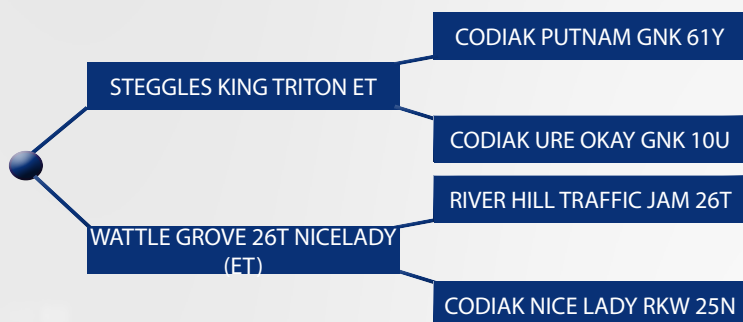 CODIAK PUTNAM GNK 61Y
STEGGLES KING TRITON ET
CODIAK URE OKAY GNK 10U
RIVER HILL TRAFFIC JAM 26T
WATTLE GROVE 26T NICELADY
(ET)
CODIAK NICE LADY RKW 25N